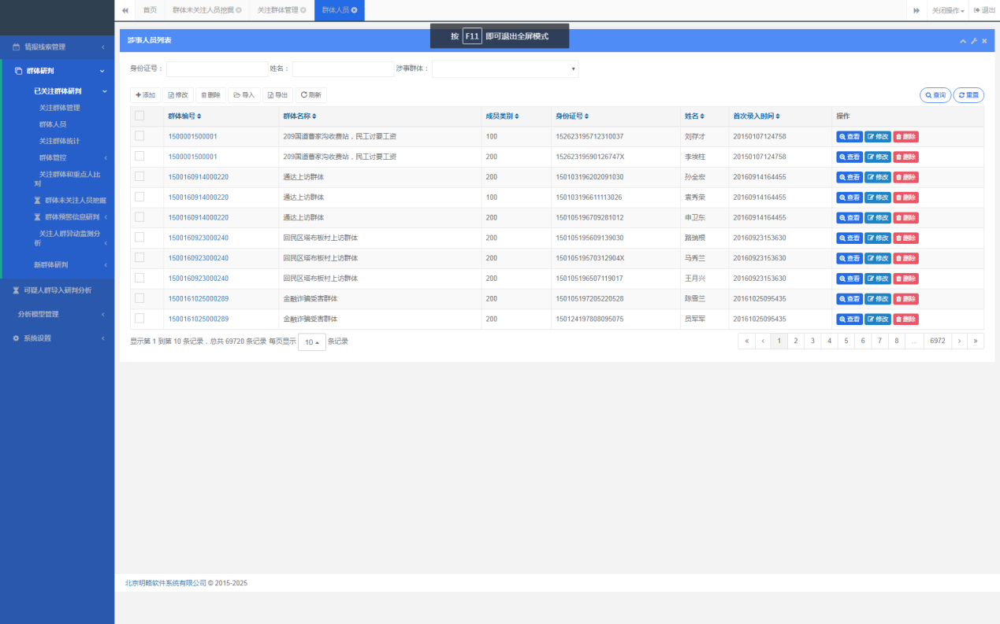 首页 群体未关注人员挖掘 关注群体管理 群体人员 关闭操作 退出
按 F11 即可退出全屏模式
情报线索管理
群体研判
已关注群体研判
关注群体管理
群体人员
关注群体统计
群体管控
关注群体和重点人比
对
群体未关注人员挖掘
群体预警信息研判
关注人群异动监测分
析
新群体研判
可疑人群导入研判分析
分析模型管理
系统设置
涉事人员列表
身份证号： 姓名： 涉事群体：
添加 修改 删除 导入 导出 刷新 查询 重置
群体编号 群体名称 成员类别 身份证号 姓名 首次录入时间 操作
1500001500001 209国道曹家沟收费站，民工讨要工资 100 152623195712310037 刘存才 20150107124758 查看 修改 删除
1500001500001 209国道曹家沟收费站，民工讨要工资 200 15262319590126747X 李埃柱 20150107124758 查看 修改 删除
1500160914000220 通达上访群体 200 150103196202091030 孙全宏 20160914164455 查看 修改 删除
1500160914000220 通达上访群体 100 150103196611113026 袁秀荣 20160914164455 查看 修改 删除
1500160914000220 通达上访群体 200 150105196709281012 申卫东 20160914164455 查看 修改 删除
1500160923000240 回民区塔布板村上访群体 200 150105195609139030 路瑞根 20160923153630 查看 修改 删除
1500160923000240 回民区塔布板村上访群体 200 15010519570312904X 马秀兰 20160923153630 查看 修改 删除
1500160923000240 回民区塔布板村上访群体 200 150105196507119017 王月兴 20160923153630 查看 修改 删除
1500161025000289 金融诈骗受害群体 200 150105197205220528 陈雪兰 20161025095435 查看 修改 删除
1500161025000289 金融诈骗受害群体 200 150124197808095075 员军军 20161025095435 查看 修改 删除
显示第 1 到第 10 条记录，总共 69720 条记录 每页显示 10 条记录 « ‹ 1 2 3 4 5 6 7 8 ... 6972 › »
北京明略软件系统有限公司 © 2015-2025